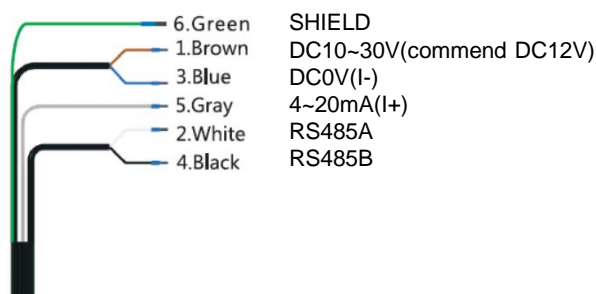 6.Green SHIELD
1.Brown DC10~30V(commend DC12V)
3.Blue DC0V(I-)
5.Gray 4~20mA(I+)
2.White RS485A
4.Black RS485B